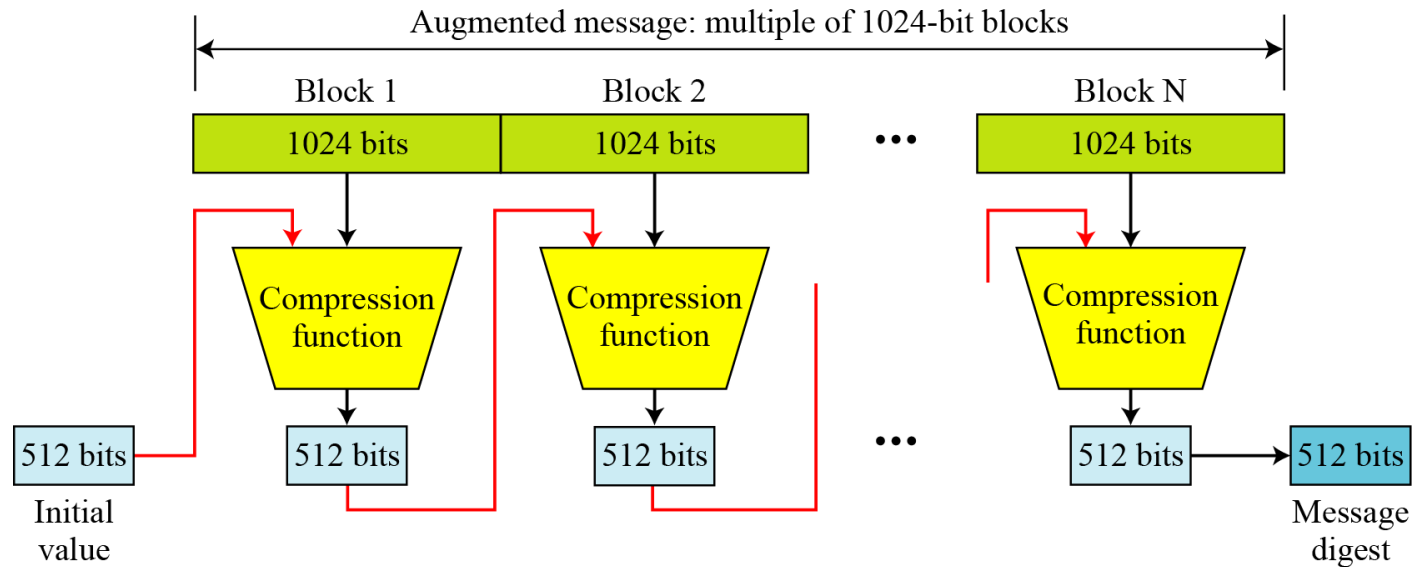 Augmented message: multiple of 1024-bit blocks
Block 1
Block 2
Block N
1024 bits
1024 bits
•••
1024 bits
Compression
function
Compression
function
Compression
function
512 bits
512 bits
512 bits
•••
512 bits
512 bits
Initial
value
Message
digest